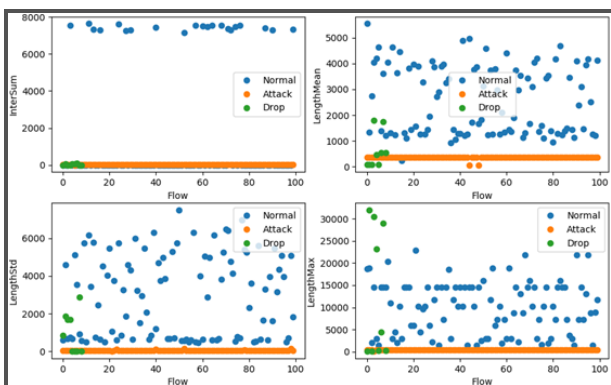 InterSum
8000
6000
4000
2000
0
Normal
Attack
Drop
0 20 40 60 80 100
Flow
LengthMean
5000
4000
3000
2000
1000
0
Normal
Attack
Drop
0 20 40 60 80 100
Flow
LengthStd
6000
4000
2000
0
Normal
Attack
Drop
0 20 40 60 80 100
Flow
LengthMax
30000
25000
20000
15000
10000
5000
0
Normal
Attack
Drop
0 20 40 60 80 100
Flow